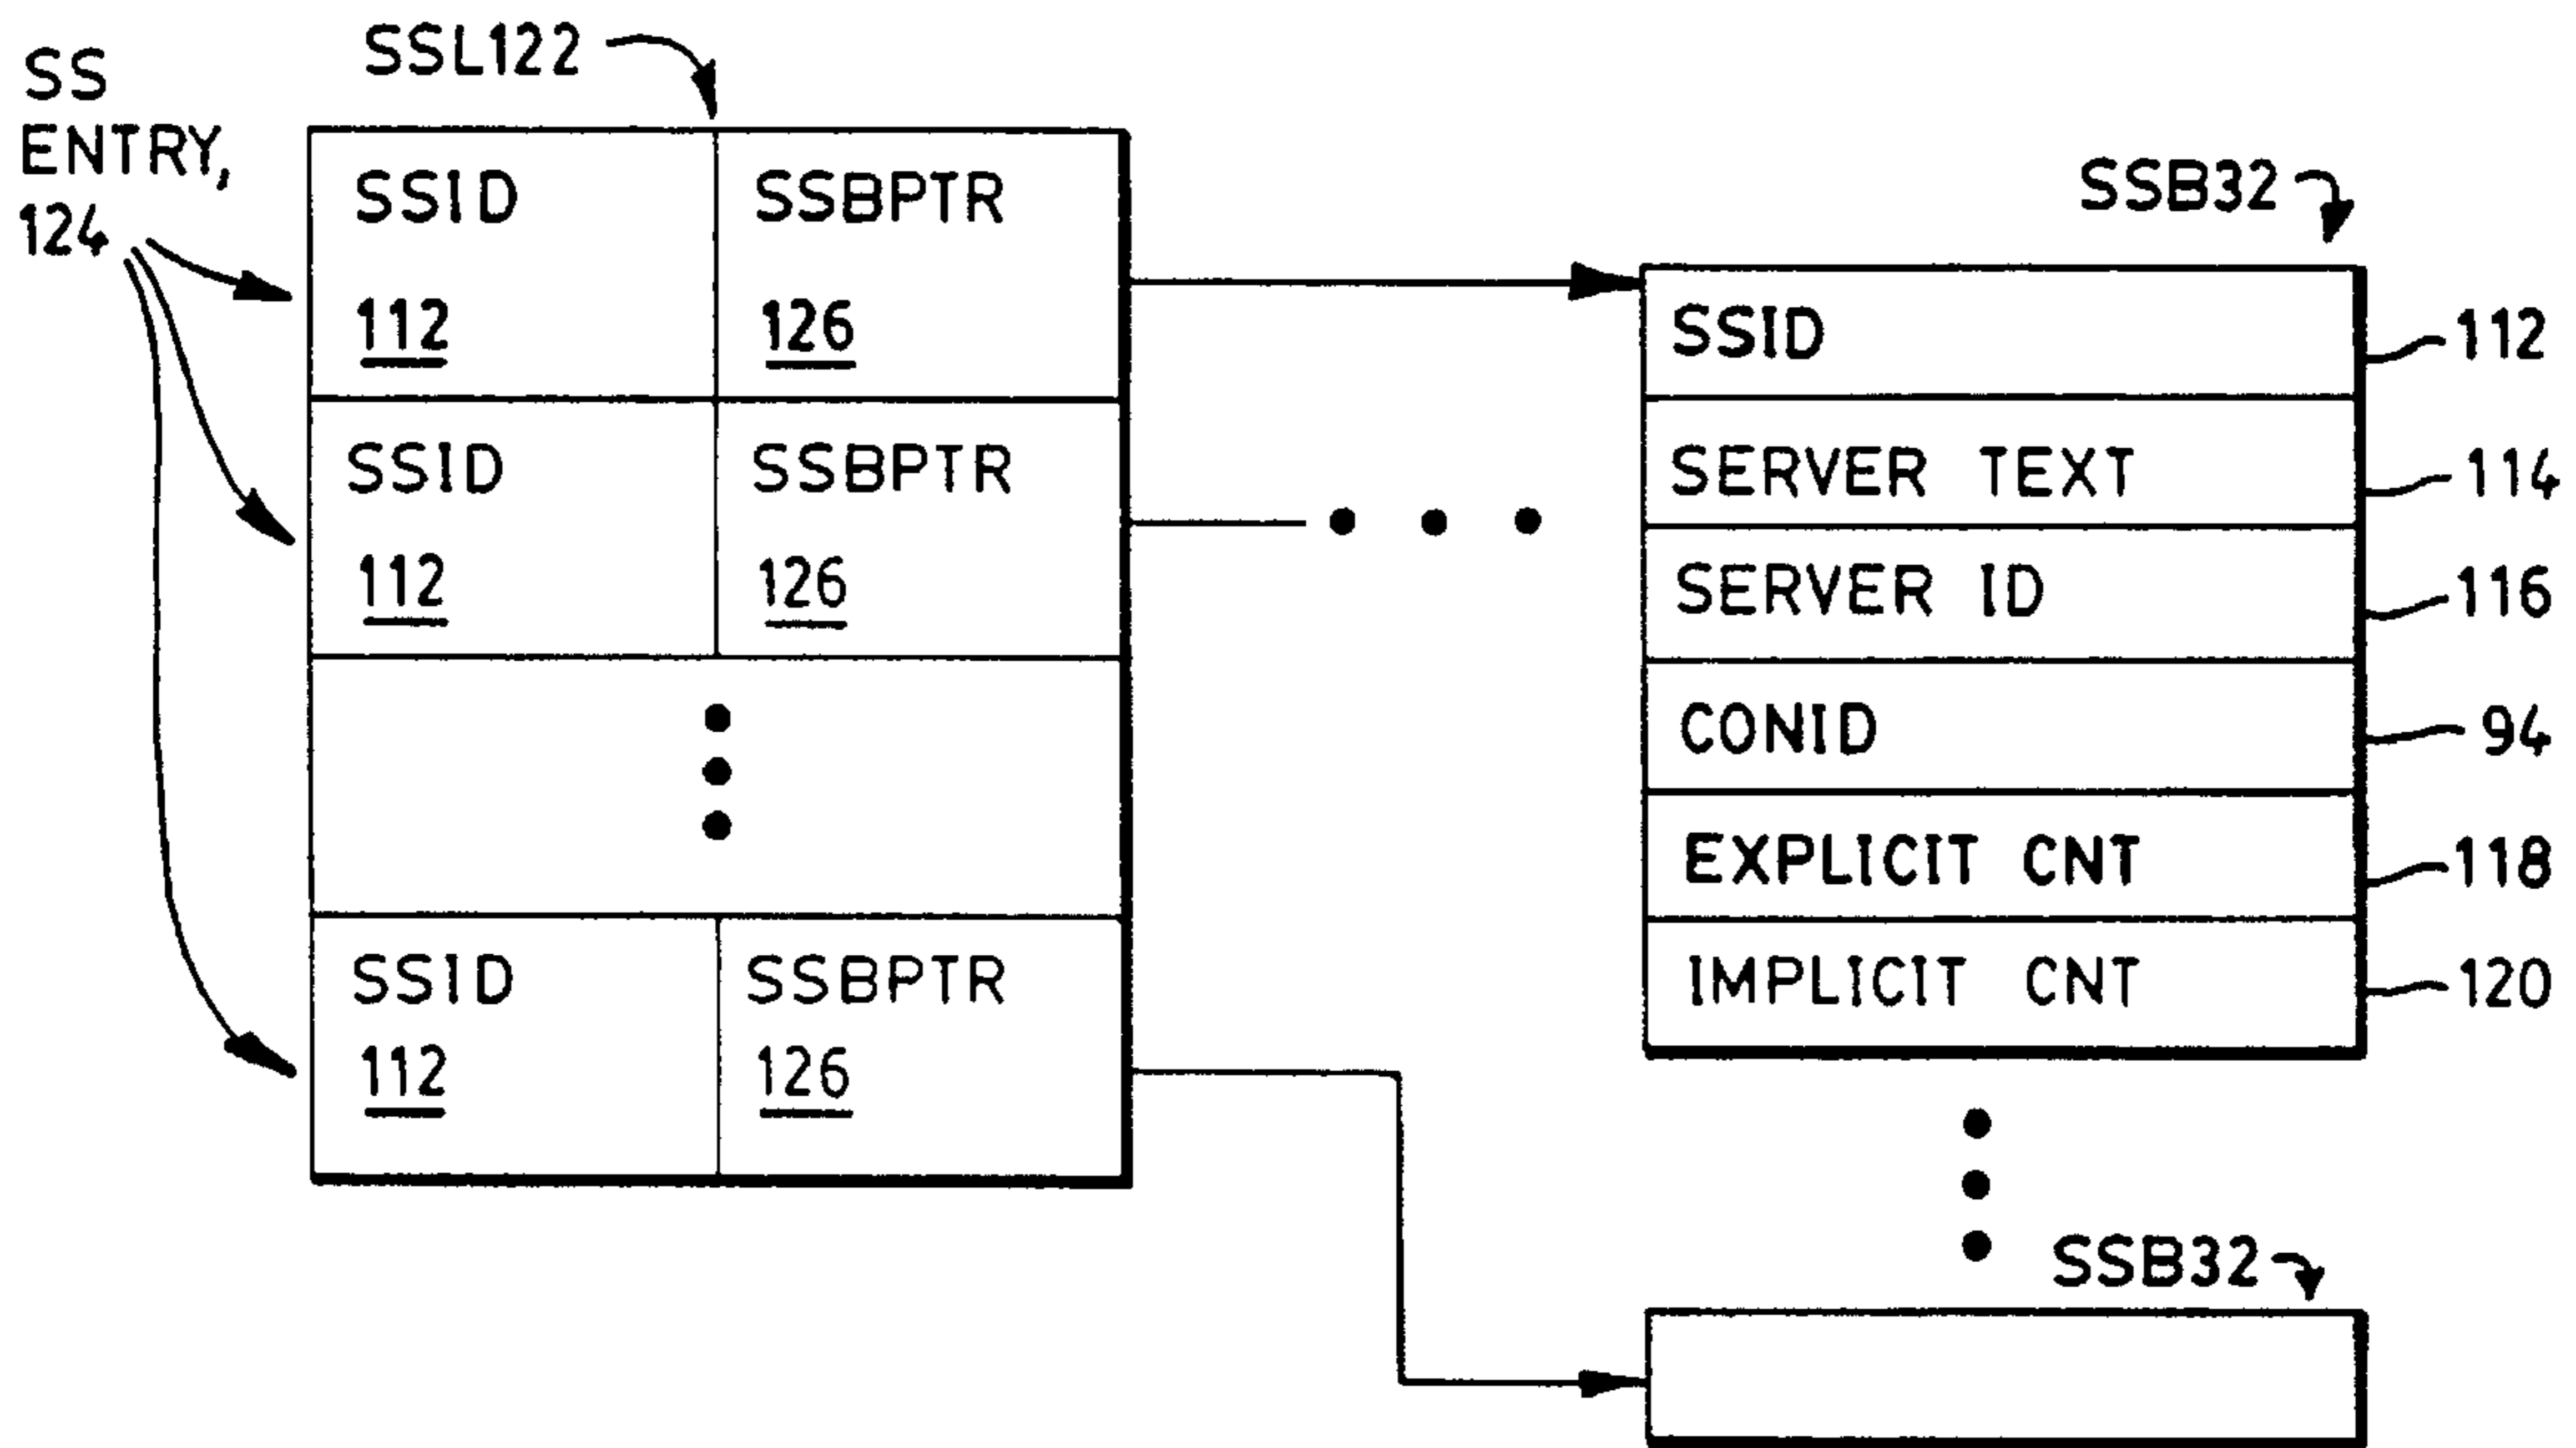 SS
ENTRY,
124
SSL122
SSID SSBPTR
112 126
SSID SSBPTR
112 126
SSID SSBPTR
112 126
SSB32
SSID 112
SERVER TEXT 114
SERVER ID 116
CONID 94
EXPLICIT CNT 118
IMPLICIT CNT 120
SSB32